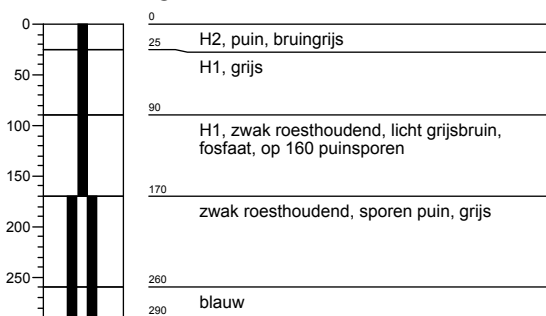 0
0
25
H2, puin, bruingrijs
50
H1, grijs
90
100
H1, zwak roesthoudend, licht grijsbruin,
fosfaat, op 160 puinsporen
150
170
zwak roesthoudend, sporen puin, grijs
200
250
260
blauw
290